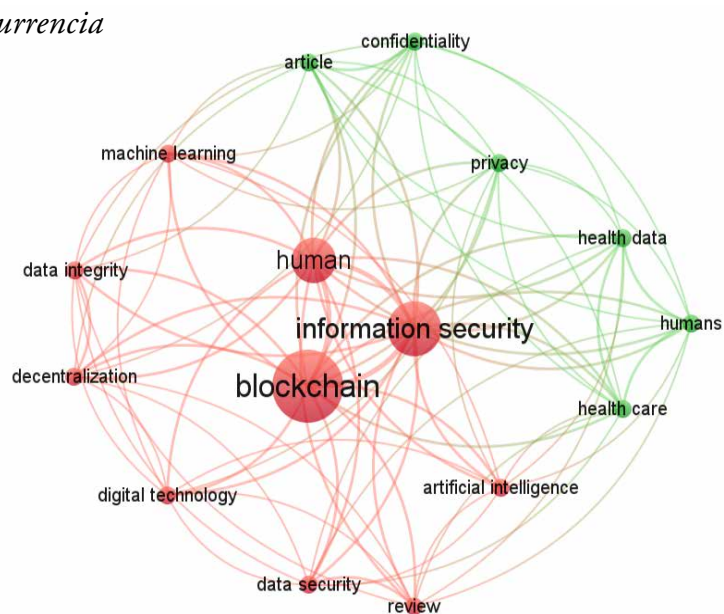 confidentiality
article
machine learning
privacy
health data
human
data integrity
information security
humans
decentralization
blockchain
health care
artificial intelligence
digital technology
data security
review